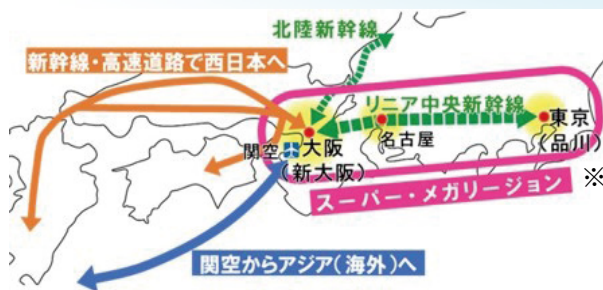 北陸新幹線
新幹線・高速道路で西日本へ
リニア中央新幹線
東京
(品川)
名古屋
関空
大阪
(新大阪)
スーパー・メガリージョン
※
関空からアジア(海外)へ